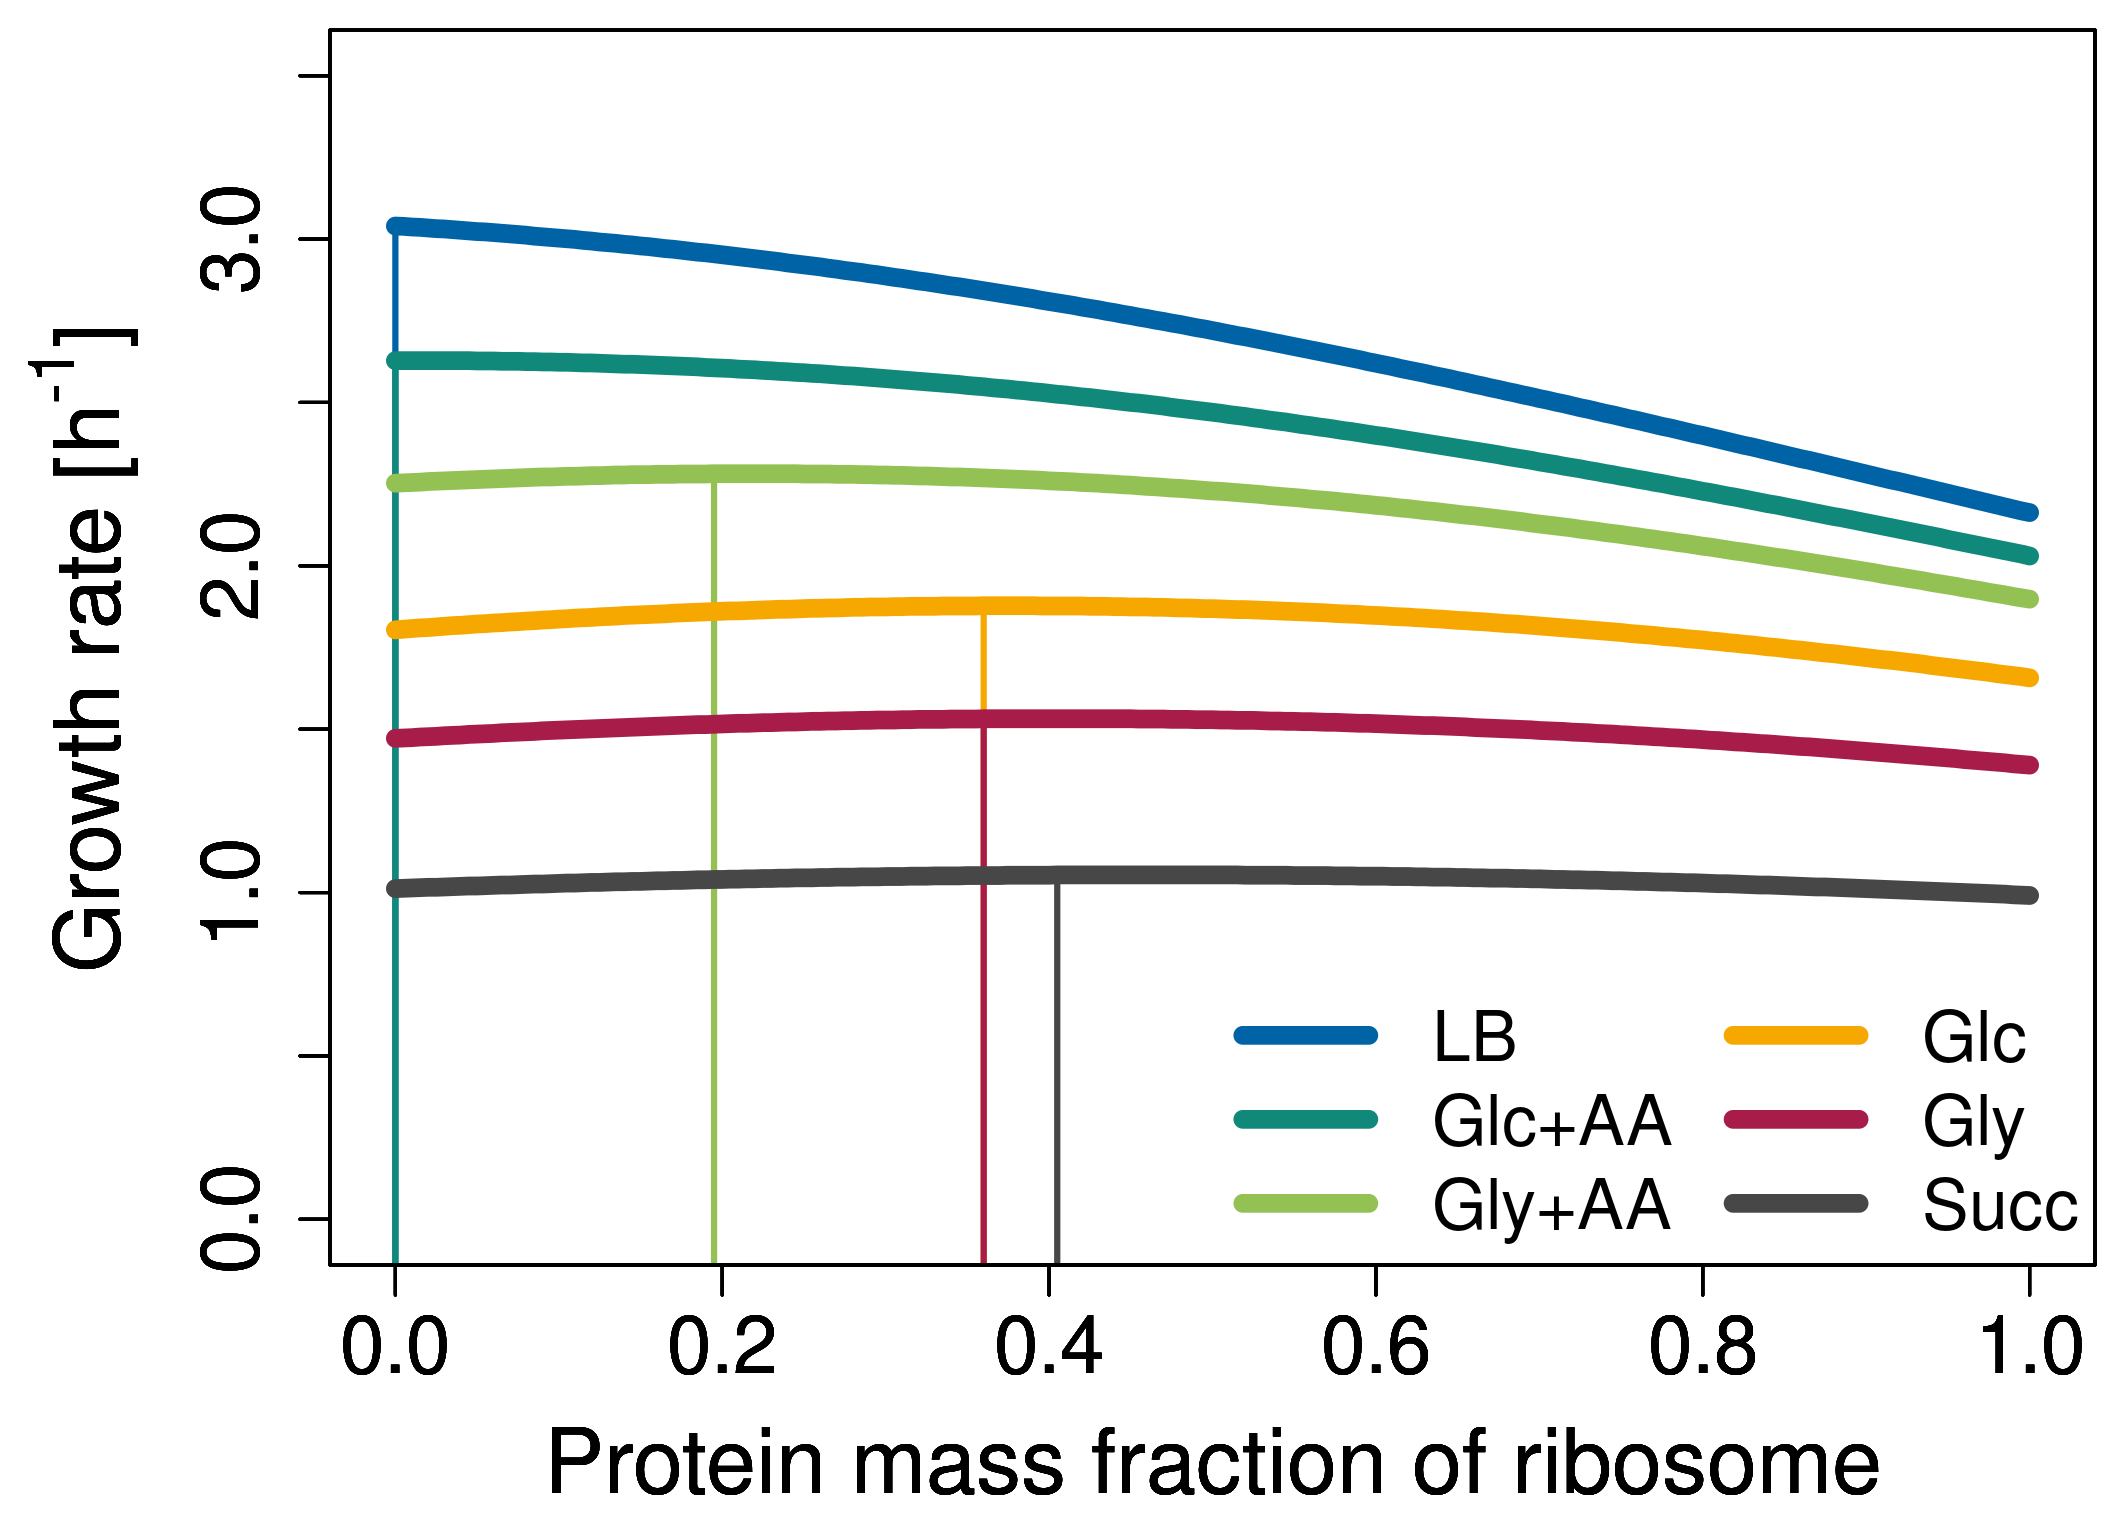 Growth rate [h⁻¹]
3.0
2.0
1.0
0.0
0.0 0.2 0.4 0.6 0.8 1.0
Protein mass fraction of ribosome
LB
Glc+AA
Gly+AA
Glc
Gly
Succ